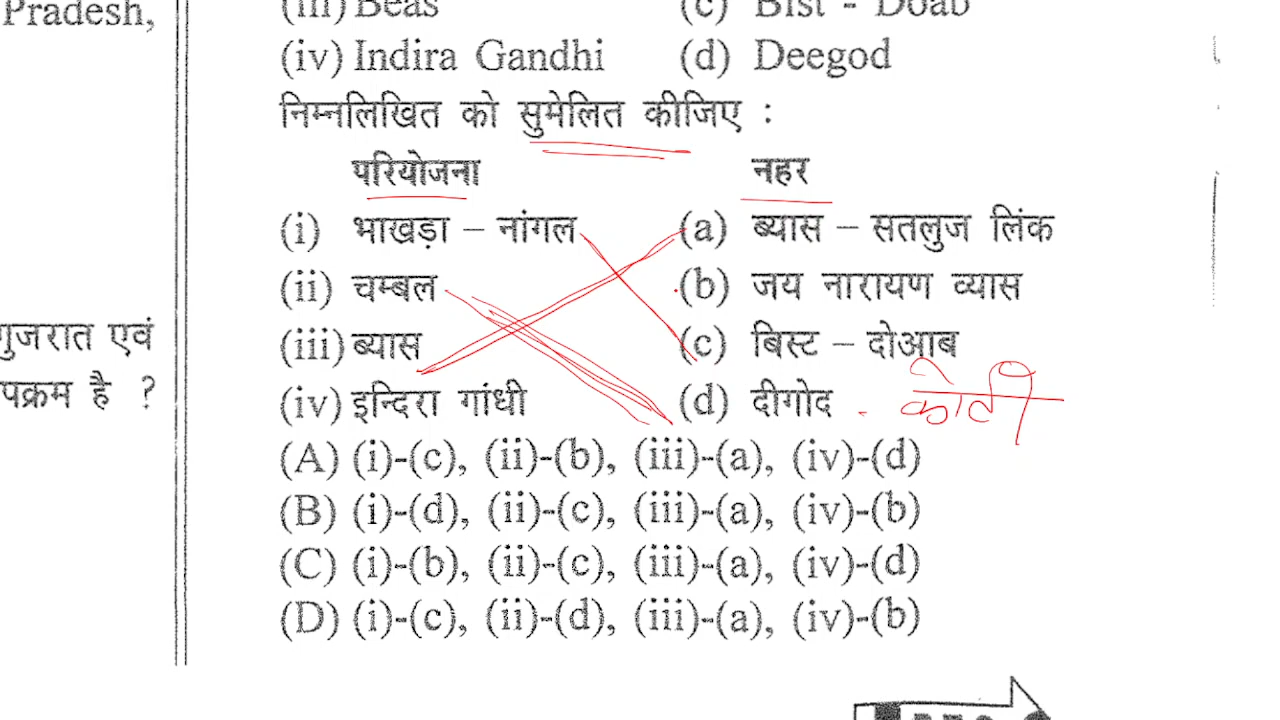 Pradesh,
(iii) Beas (c) Bist - Doab
(iv) Indira Gandhi (d) Deegod
निम्नलिखित को सुमेलित कीजिए :
परियोजना नहर
(i) भाखड़ा – नांगल (a) ब्यास – सतलुज लिंक
(ii) चम्बल (b) जय नारायण व्यास
गुजरात एवं
(iii) ब्यास (c) बिस्ट – दोआब
पक्रम है ?
(iv) इन्दिरा गांधी (d) दीगोद
(A) (i)-(c), (ii)-(b), (iii)-(a), (iv)-(d)
(B) (i)-(d), (ii)-(c), (iii)-(a), (iv)-(b)
(C) (i)-(b), (ii)-(c), (iii)-(a), (iv)-(d)
(D) (i)-(c), (ii)-(d), (iii)-(a), (iv)-(b)